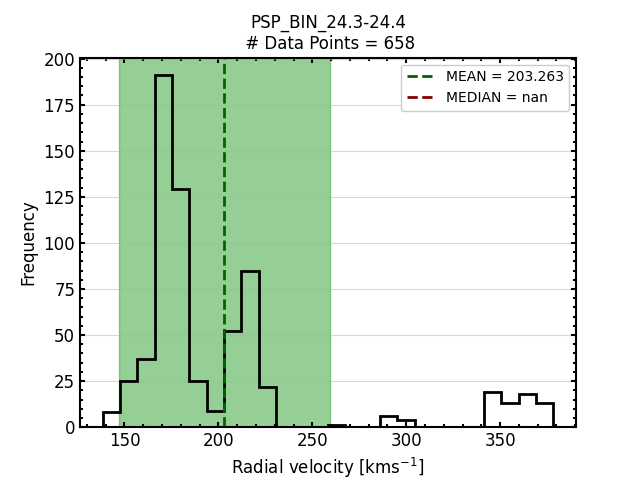 PSP_BIN_24.3-24.4
# Data Points = 658
MEAN = 203.263
MEDIAN = nan
200
175
150
125
100
75
50
25
0
Frequency
150 200 250 300 350
Radial velocity [kms⁻¹]